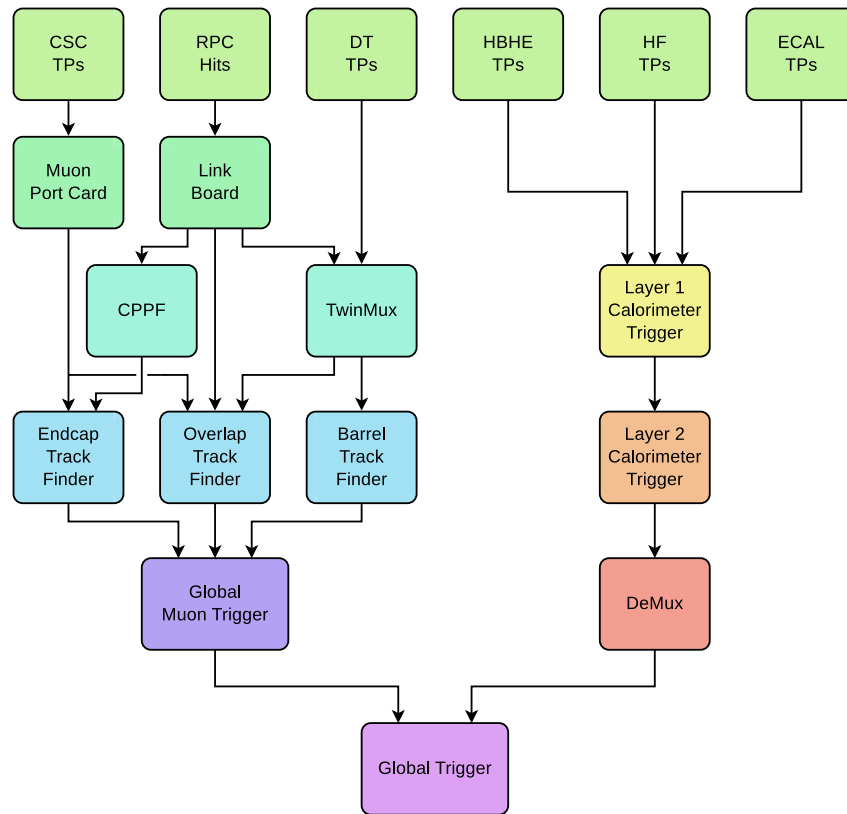 CSC
TPs
RPC
Hits
DT
TPs
HBHE
TPs
HF
TPs
ECAL
TPs
Muon
Port Card
Link
Board
CPPF
TwinMux
Layer 1
Calorimeter
Trigger
Endcap
Track
Finder
Overlap
Track
Finder
Barrel
Track
Finder
Layer 2
Calorimeter
Trigger
Global
Muon Trigger
DeMux
Global Trigger